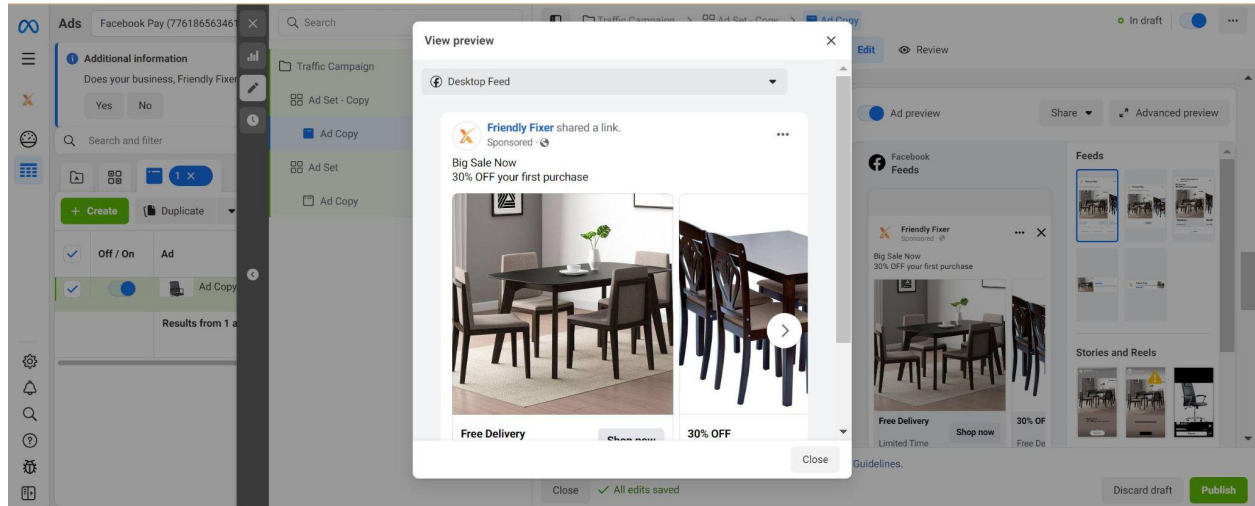 Ads
Facebook Pay (77618656346
Additional information
Does your business, Friendly Fixer
Yes
No
Search and filter
1 ×
+ Create
Duplicate
Off / On
Ad
Ad Copy
Results from 1 a
Search
Traffic Campaign
Ad Set - Copy
Ad Copy
Ad Set
Ad Copy
Traffic Campaign > Ad Set - Copy > Ad Copy
In draft
Edit
Review
View preview
Desktop Feed
Friendly Fixer shared a link.
Sponsored ·
Big Sale Now
30% OFF your first purchase
Free Delivery
Shop now
30% OFF
Close
Ad preview
Share
Advanced preview
Facebook
Feeds
Friendly Fixer
Sponsored ·
Big Sale Now
30% OFF your first purchase
Free Delivery
Limited Time
Shop now
30% OF
Free De
Feeds
Stories and Reels
Guidelines.
Close
All edits saved
Discard draft
Publish